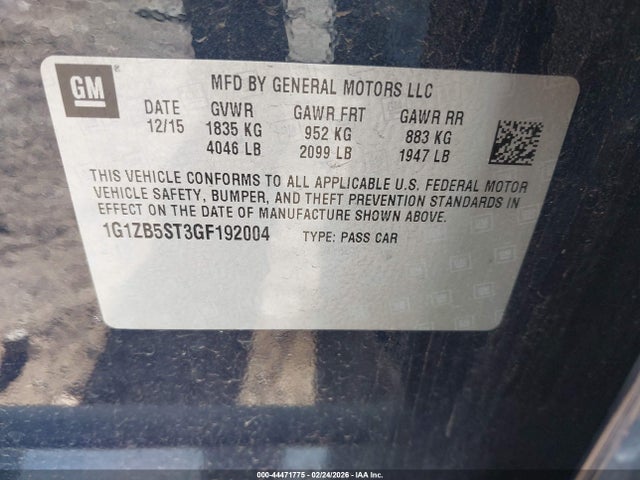 GM
MFD BY GENERAL MOTORS LLC
DATE GVWR GAWR FRT GAWR RR
12/15 1835 KG 952 KG 883 KG
4046 LB 2099 LB 1947 LB
THIS VEHICLE CONFORMS TO ALL APPLICABLE U.S. FEDERAL MOTOR
VEHICLE SAFETY, BUMPER, AND THEFT PREVENTION STANDARDS IN
EFFECT ON THE DATE OF MANUFACTURE SHOWN ABOVE.
1G1ZB5ST3GF192004 TYPE: PASS CAR
000-44471775 - 02/24/2026 - IAA Inc.